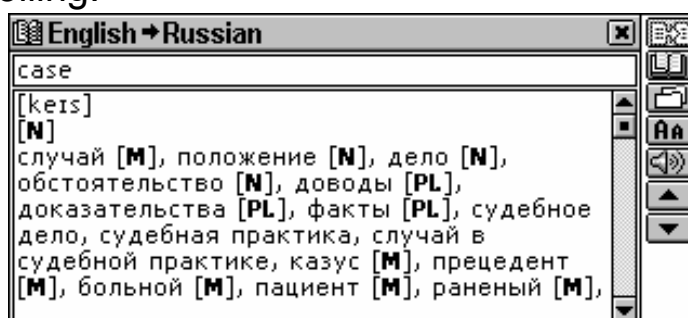 English➔Russian
case
[keɪs]
[N]
случай [M], положение [N], дело [N],
обстоятельство [N], доводы [PL],
доказательства [PL], факты [PL], судебное
дело, судебная практика, случай в
судебной практике, казус [M], прецедент
[M], больной [M], пациент [M], раненый [M],
Aa